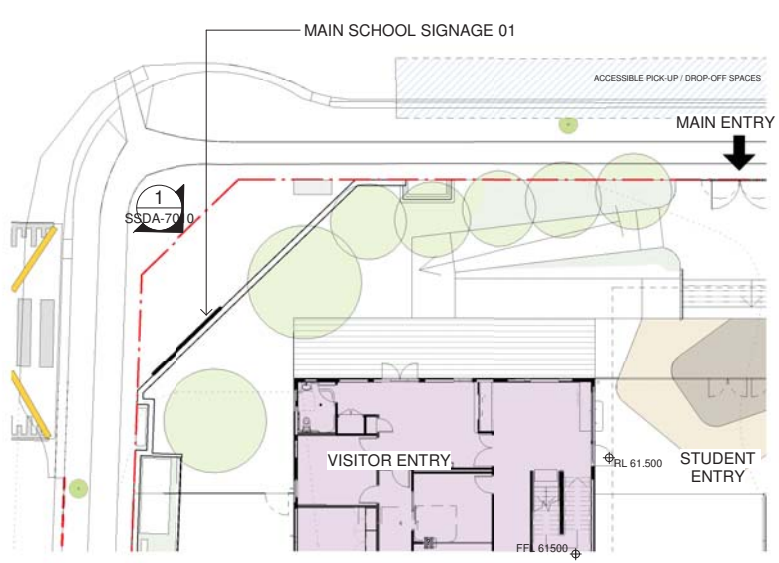 MAIN SCHOOL SIGNAGE 01
ACCESSIBLE PICK-UP / DROP-OFF SPACES
MAIN ENTRY
1
SSDA-7010
VISITOR ENTRY
RL 61.500
STUDENT
ENTRY
FFL 61500